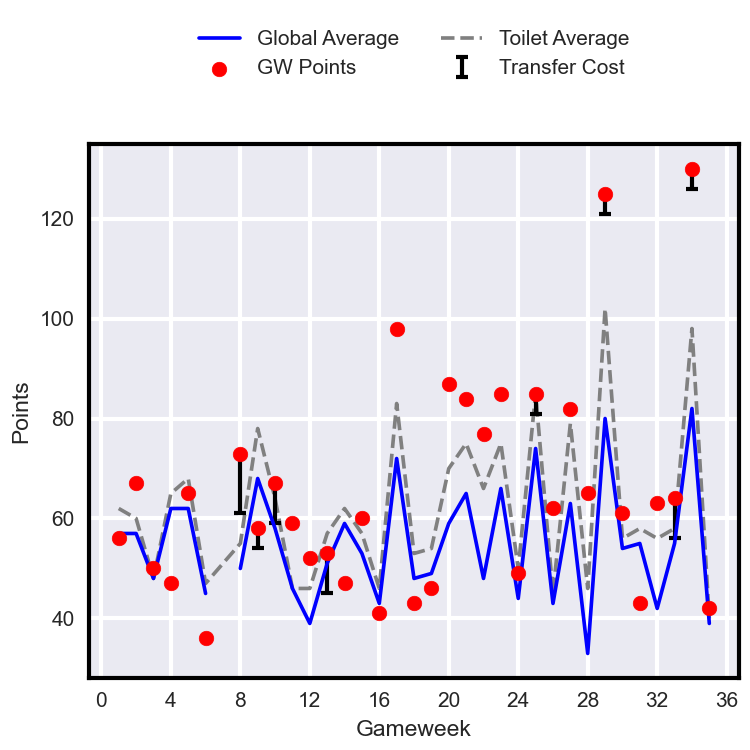 Global Average Toilet Average
GW Points Transfer Cost
120
100
80
60
40
Points
0 4 8 12 16 20 24 28 32 36
Gameweek